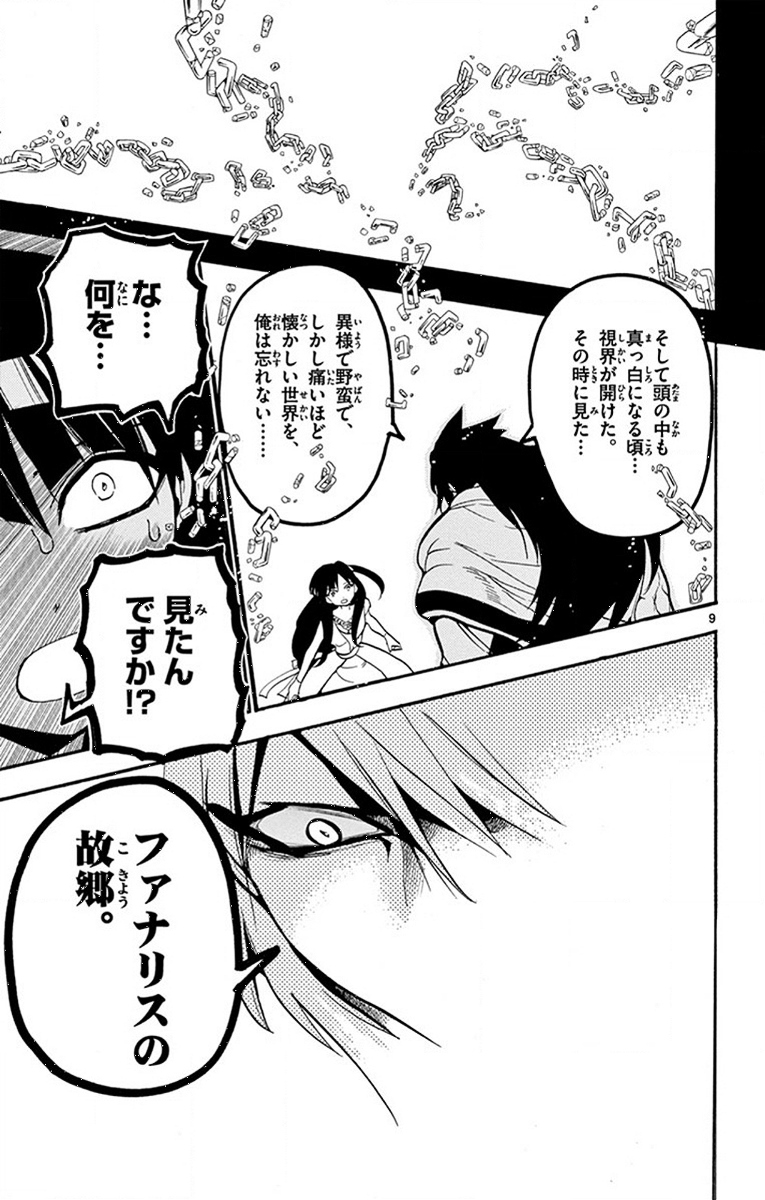 そして頭の中も
真っ白になる頃…
視界が開けた。
その時に見た…
異様で野蛮で、
しかし痛いほど
懐かしい世界を、
俺は忘れない……
9
な…
何を…
見たん
ですか!?
ファナリスの
故郷。